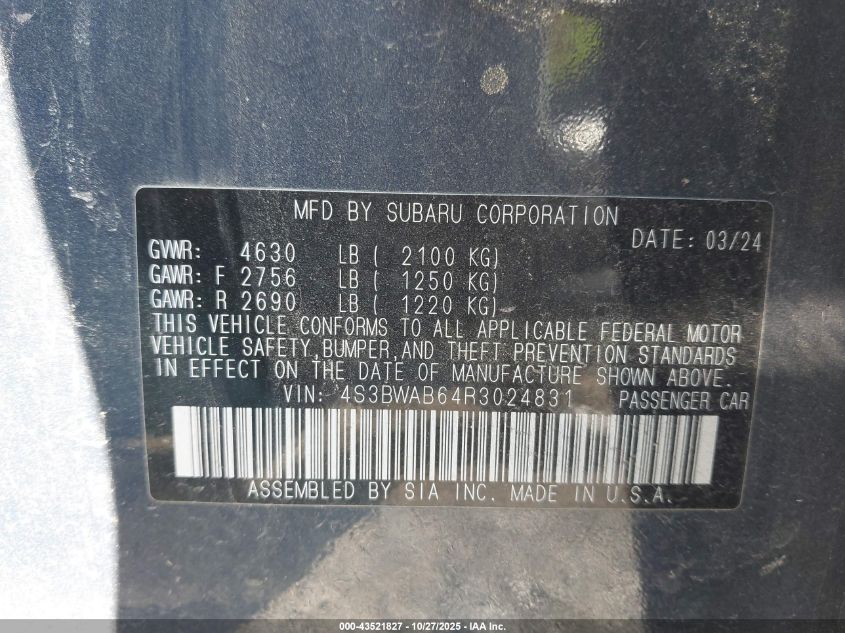 MFD BY SUBARU CORPORATION
DATE: 03/24
GVWR: 4630 LB ( 2100 KG)
GAWR: F 2756 LB ( 1250 KG)
GAWR: R 2690 LB ( 1220 KG)
THIS VEHICLE CONFORMS TO ALL APPLICABLE FEDERAL MOTOR
VEHICLE SAFETY,BUMPER,AND THEFT PREVENTION STANDARDS
IN EFFECT ON THE DATE OF MANUFACTURE SHOWN ABOVE.
VIN: 4S3BWAB64R3024831 PASSENGER CAR
ASSEMBLED BY SIA INC. MADE IN U.S.A.
000-43521827 - 10/27/2025 - IAA Inc.